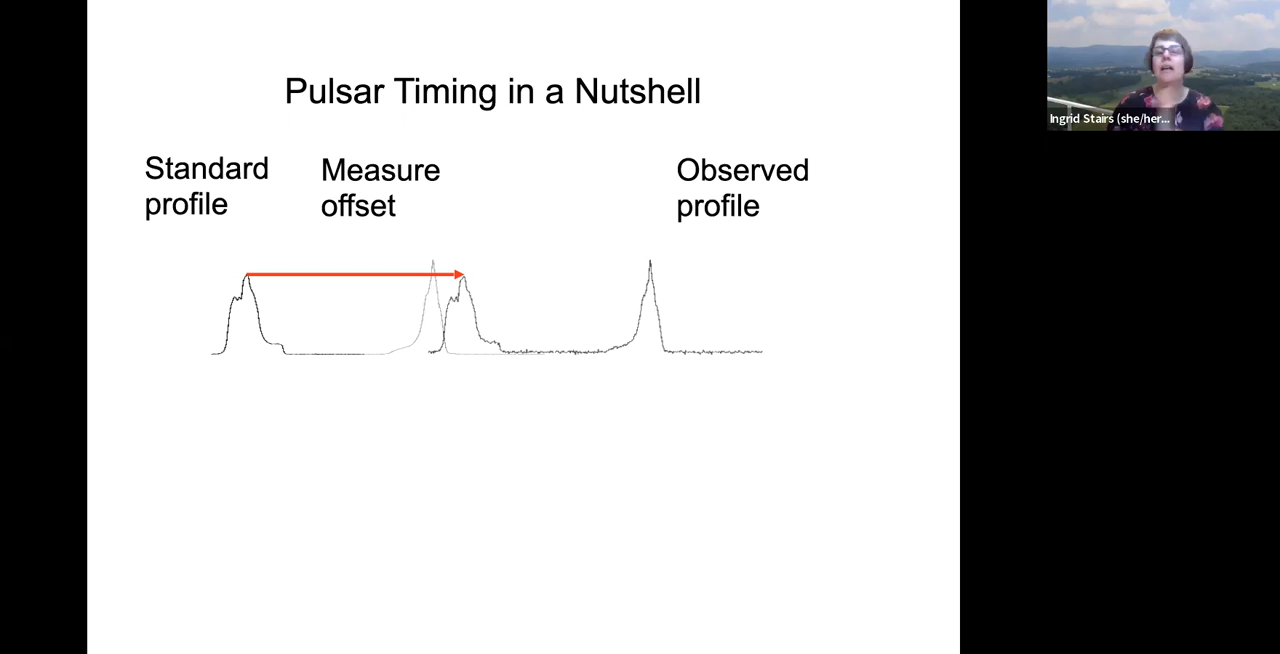 Pulsar Timing in a Nutshell
Standard
profile
Measure
offset
Observed
profile
Ingrid Stairs (she/her...